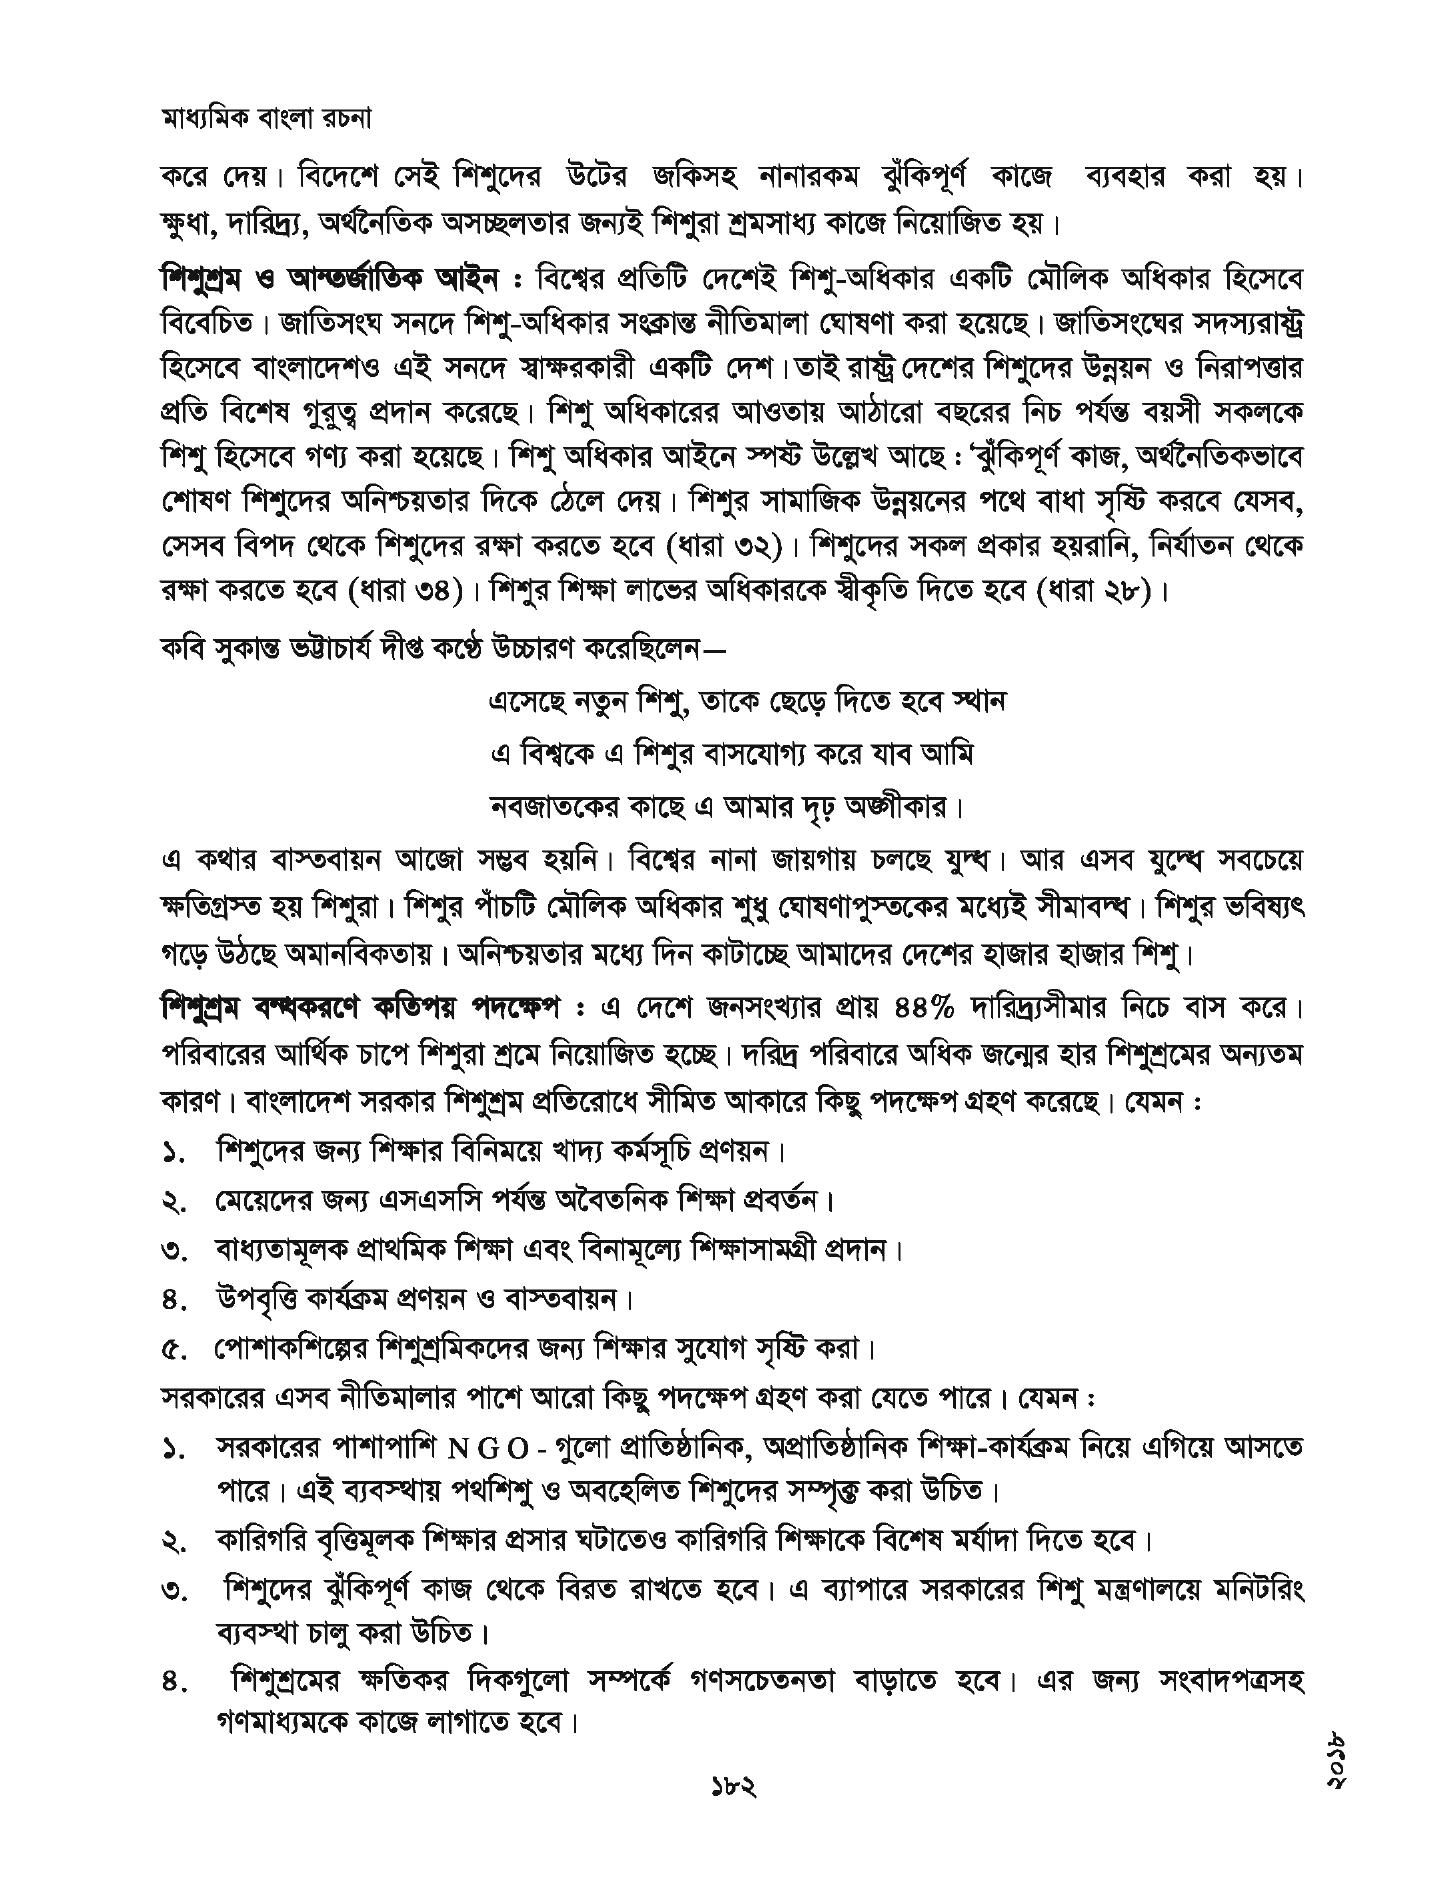 মাধ্যমিক বাংলা রচনা
করে দেয়। বিদেশে সেই শিশুদের উটের জকিসহ নানারকম ঝুঁকিপূর্ণ কাজে ব্যবহার করা হয়।
ক্ষুধা, দারিদ্র্য, অর্থনৈতিক অসচ্ছলতার জন্যই শিশুরা শ্রমসাধ্য কাজে নিয়োজিত হয়।
শিশুশ্রম ও আন্তর্জাতিক আইন : বিশ্বের প্রতিটি দেশেই শিশু-অধিকার একটি মৌলিক অধিকার হিসেবে
বিবেচিত। জাতিসংঘ সনদে শিশু-অধিকার সংক্রান্ত নীতিমালা ঘোষণা করা হয়েছে। জাতিসংঘের সদস্যরাষ্ট্র
হিসেবে বাংলাদেশও এই সনদে স্বাক্ষরকারী একটি দেশ। তাই রাষ্ট্র দেশের শিশুদের উন্নয়ন ও নিরাপত্তার
প্রতি বিশেষ গুরুত্ব প্রদান করেছে। শিশু অধিকারের আওতায় আঠারো বছরের নিচ পর্যন্ত বয়সী সকলকে
শিশু হিসেবে গণ্য করা হয়েছে। শিশু অধিকার আইনে স্পষ্ট উল্লেখ আছে : ‘ঝুঁকিপূর্ণ কাজ, অর্থনৈতিকভাবে
শোষণ শিশুদের অনিশ্চয়তার দিকে ঠেলে দেয়। শিশুর সামাজিক উন্নয়নের পথে বাধা সৃষ্টি করবে যেসব,
সেসব বিপদ থেকে শিশুদের রক্ষা করতে হবে (ধারা ৩২)। শিশুদের সকল প্রকার হয়রানি, নির্যাতন থেকে
রক্ষা করতে হবে (ধারা ৩৪)। শিশুর শিক্ষা লাভের অধিকারকে স্বীকৃতি দিতে হবে (ধারা ২৮)।
কবি সুকান্ত ভট্টাচার্য দীপ্ত কণ্ঠে উচ্চারণ করেছিলেন—
এসেছে নতুন শিশু, তাকে ছেড়ে দিতে হবে স্থান
এ বিশ্বকে এ শিশুর বাসযোগ্য করে যাব আমি
নবজাতকের কাছে এ আমার দৃঢ় অঙ্গীকার।
এ কথার বাস্তবায়ন আজো সম্ভব হয়নি। বিশ্বের নানা জায়গায় চলছে যুদ্ধ। আর এসব যুদ্ধে সবচেয়ে
ক্ষতিগ্রস্ত হয় শিশুরা। শিশুর পাঁচটি মৌলিক অধিকার শুধু ঘোষণাপুস্তকের মধ্যেই সীমাবদ্ধ। শিশুর ভবিষ্যৎ
গড়ে উঠছে অমানবিকতায়। অনিশ্চয়তার মধ্যে দিন কাটাচ্ছে আমাদের দেশের হাজার হাজার শিশু।
শিশুশ্রম বন্ধকরণে কতিপয় পদক্ষেপ : এ দেশে জনসংখ্যার প্রায় ৪৪% দারিদ্র্যসীমার নিচে বাস করে।
পরিবারের আর্থিক চাপে শিশুরা শ্রমে নিয়োজিত হচ্ছে। দরিদ্র পরিবারে অধিক জন্মের হার শিশুশ্রমের অন্যতম
কারণ। বাংলাদেশ সরকার শিশুশ্রম প্রতিরোধে সীমিত আকারে কিছু পদক্ষেপ গ্রহণ করেছে। যেমন :
১. শিশুদের জন্য শিক্ষার বিনিময়ে খাদ্য কর্মসূচি প্রণয়ন।
২. মেয়েদের জন্য এসএসসি পর্যন্ত অবৈতনিক শিক্ষা প্রবর্তন।
৩. বাধ্যতামূলক প্রাথমিক শিক্ষা এবং বিনামূল্যে শিক্ষাসামগ্রী প্রদান।
৪. উপবৃত্তি কার্যক্রম প্রণয়ন ও বাস্তবায়ন।
৫. পোশাকশিল্পের শিশুশ্রমিকদের জন্য শিক্ষার সুযোগ সৃষ্টি করা।
সরকারের এসব নীতিমালার পাশে আরো কিছু পদক্ষেপ গ্রহণ করা যেতে পারে। যেমন :
১. সরকারের পাশাপাশি N G O - গুলো প্রাতিষ্ঠানিক, অপ্রাতিষ্ঠানিক শিক্ষা-কার্যক্রম নিয়ে এগিয়ে আসতে
পারে। এই ব্যবস্থায় পথশিশু ও অবহেলিত শিশুদের সম্পৃক্ত করা উচিত।
২. কারিগরি বৃত্তিমূলক শিক্ষার প্রসার ঘটাতেও কারিগরি শিক্ষাকে বিশেষ মর্যাদা দিতে হবে।
৩. শিশুদের ঝুঁকিপূর্ণ কাজ থেকে বিরত রাখতে হবে। এ ব্যাপারে সরকারের শিশু মন্ত্রণালয়ে মনিটরিং
ব্যবস্থা চালু করা উচিত।
৪. শিশুশ্রমের ক্ষতিকর দিকগুলো সম্পর্কে গণসচেতনতা বাড়াতে হবে। এর জন্য সংবাদপত্রসহ
গণমাধ্যমকে কাজে লাগাতে হবে।
১৮২
২০১৮